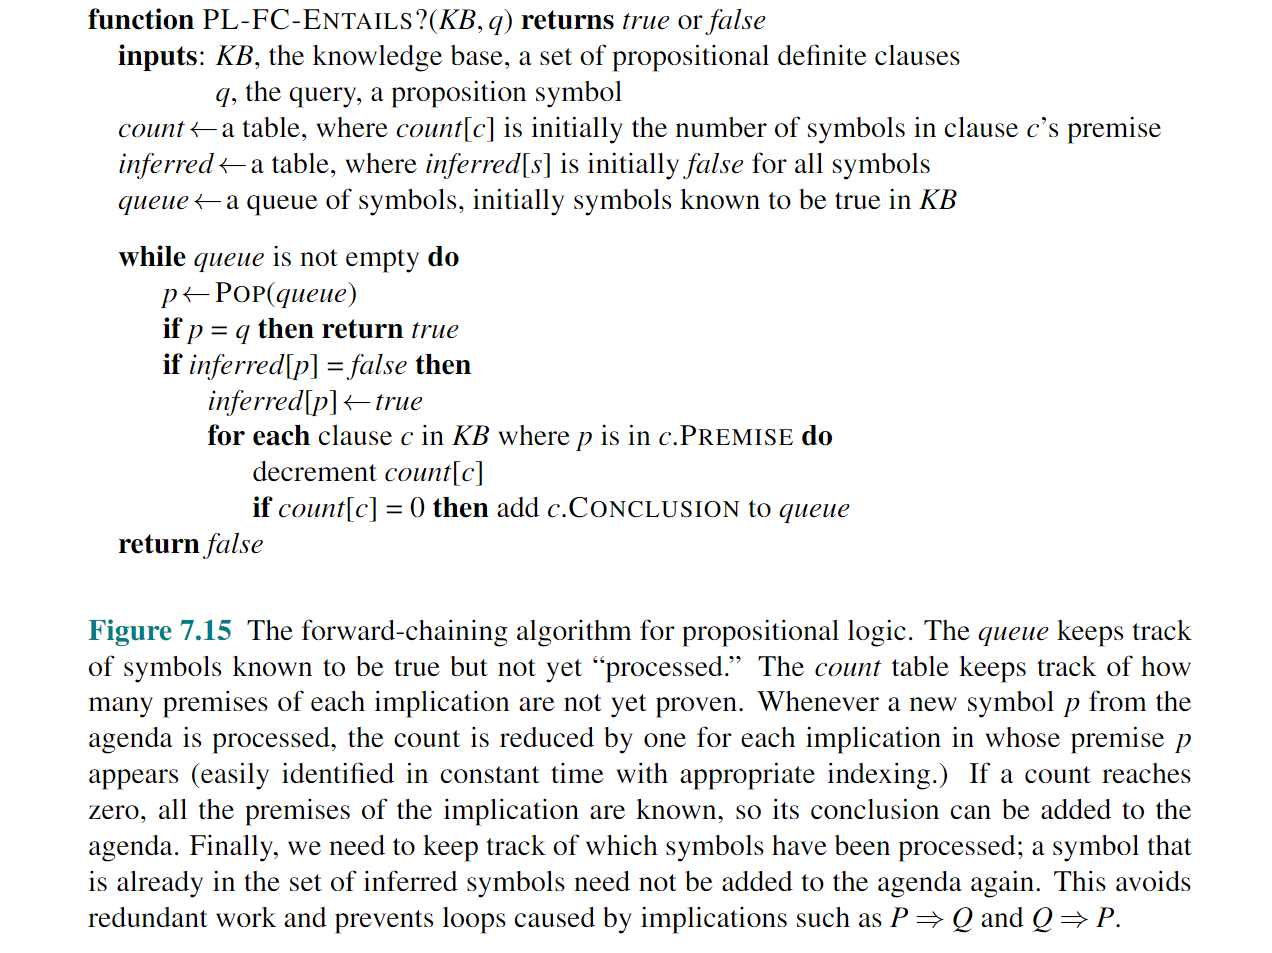 function PL-FC-ENTAILS?(KB, q) returns true or false
inputs: KB, the knowledge base, a set of propositional definite clauses
q, the query, a proposition symbol
count ← a table, where count[c] is initially the number of symbols in clause c’s premise
inferred ← a table, where inferred[s] is initially false for all symbols
queue ← a queue of symbols, initially symbols known to be true in KB
while queue is not empty do
p ← POP(queue)
if p = q then return true
if inferred[p] = false then
inferred[p] ← true
for each clause c in KB where p is in c.PREMISE do
decrement count[c]
if count[c] = 0 then add c.CONCLUSION to queue
return false
Figure 7.15 The forward-chaining algorithm for propositional logic. The queue keeps track
of symbols known to be true but not yet “processed.” The count table keeps track of how
many premises of each implication are not yet proven. Whenever a new symbol p from the
agenda is processed, the count is reduced by one for each implication in whose premise p
appears (easily identified in constant time with appropriate indexing.) If a count reaches
zero, all the premises of the implication are known, so its conclusion can be added to the
agenda. Finally, we need to keep track of which symbols have been processed; a symbol that
is already in the set of inferred symbols need not be added to the agenda again. This avoids
redundant work and prevents loops caused by implications such as P ⇒ Q and Q ⇒ P.